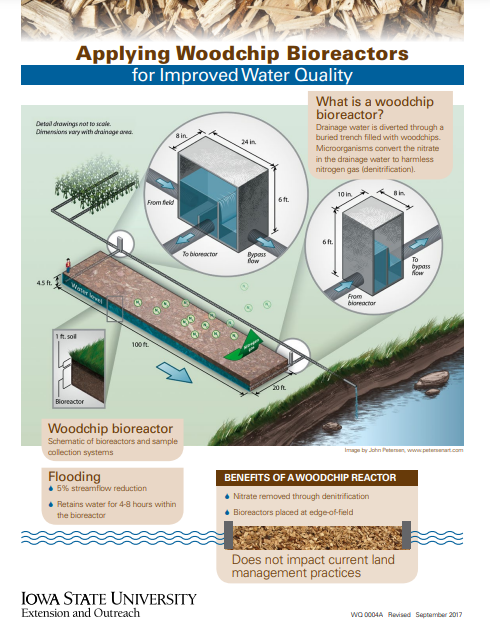 Applying Woodchip Bioreactors
for Improved Water Quality
Detail drawings not to scale.
Dimensions vary with drainage area.
What is a woodchip
bioreactor?
Drainage water is diverted through a
buried trench filled with woodchips.
Microorganisms convert the nitrate
in the drainage water to harmless
nitrogen gas (denitrification).
8 in.
24 in.
6 ft.
From field
To bioreactor
Bypass
flow
10 in.
8 in.
6 ft.
To
bypass
flow
From
bioreactor
4.5 ft.
Water level
100 ft.
20 ft.
1 ft. soil
Bioreactor
Woodchip bioreactor
Schematic of bioreactors and sample
collection systems
Image by John Petersen, www.petersenart.com
Flooding
5% streamflow reduction
Retains water for 4-8 hours within
the bioreactor
BENEFITS OF A WOODCHIP REACTOR
Nitrate removed through denitrification
Bioreactors placed at edge-of-field
Does not impact current land
management practices
IOWA STATE UNIVERSITY
Extension and Outreach
WQ 0004A Revised September 2017